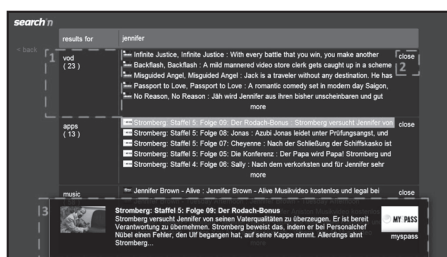 search'n
results for jennifer
< back
1 vod
( 23 )
Infinite Justice, Infinite Justice : With every battle that you win, you make another
Backflash, Backflash : A mild mannered video store clerk gets caught up in a scheme
Misguided Angel, Misguided Angel : Jack is a traveler without any destination. He has
Passport to Love, Passport to Love : A romantic comedy set in modern day Saigon,
No Reason, No Reason : Jäh wird Jennifer aus ihren bisher unscheinbaren und gut
more
close
2
apps
( 13 )
Stromberg: Staffel 5: Folge 09: Der Rodach-Bonus : Stromberg versucht Jennifer von
Stromberg: Staffel 5: Folge 08: Jonas : Azubi Jonas leidet unter Prüfungsangst, und
Stromberg: Staffel 5: Folge 07: Cheyenne : Nach der Schließung der Schiffskasko ist
Stromberg: Staffel 5: Folge 05: Die Konferenz : Der Papa wird Papa! Stromberg und
Stromberg: Staffel 4: Folge 06: Sally : Nach dem verkorksten und für Jennifer sehr
more
close
music
Jennifer Brown - Alive : Jennifer Brown - Alive Musikvideo kostenlos und legal bei
close
3
Stromberg: Staffel 5: Folge 09: Der Rodach-Bonus
Stromberg versucht Jennifer von seinen Vaterqualitäten zu überzeugen. Er ist bereit
Verantwortung zu übernehmen. Stromberg beweist das, indem er bei Personalchef
Nübel einen Fehler, den Ulf begangen hat, auf seine Kappe nimmt. Allerdings ahnt
Stromberg...
MY PASS
myspass